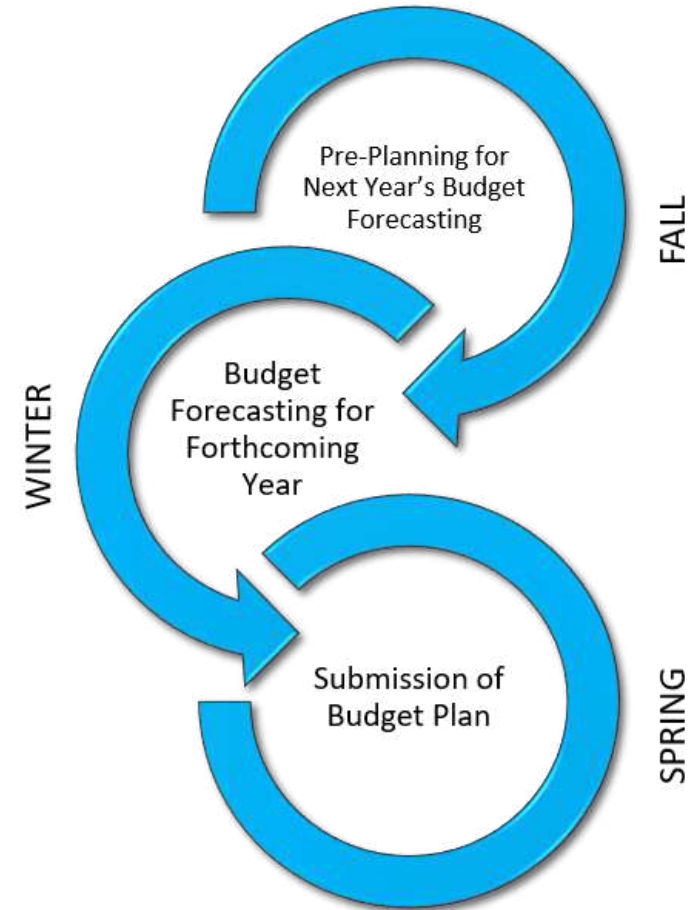 Pre-Planning for
Next Year’s Budget
Forecasting
FALL
Budget
Forecasting for
Forthcoming
Year
WINTER
Submission of
Budget Plan
SPRING